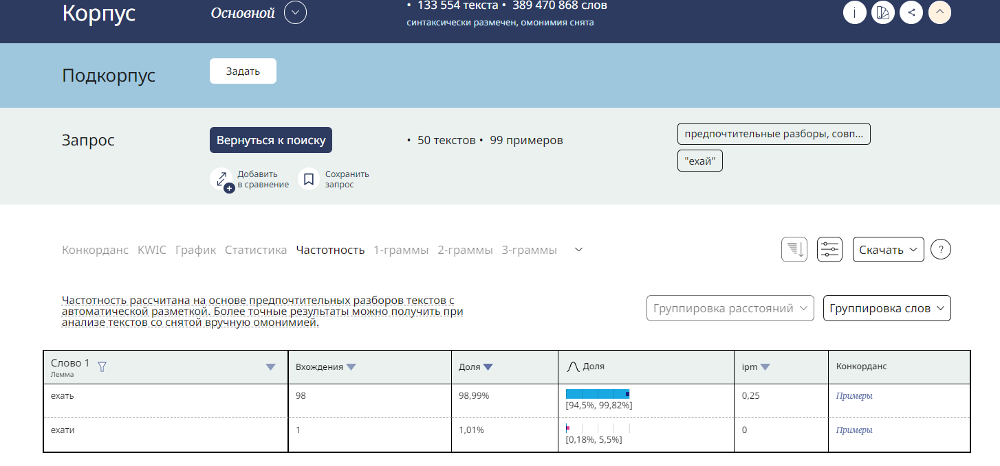 Корпус
Основной
• 133 554 текста • 389 470 868 слов
синтаксически размечен, омонимия снята
i
Подкорпус
Задать
Запрос
Вернуться к поиску
• 50 текстов • 99 примеров
предпочтительные разборы, совп...
"ехай"
Добавить
в сравнение
Сохранить
запрос
Конкорданс KWIC График Статистика Частотность 1-граммы 2-граммы 3-граммы
Скачать
?
Частотность рассчитана на основе предпочтительных разборов текстов с
автоматической разметкой. Более точные результаты можно получить при
анализе текстов со снятой вручную омонимией.
Группировка расстояний
Группировка слов
Слово 1
Лемма
Вхождения
Доля
Доля
ipm
Конкорданс
ехать 98 98,99% [94,5%, 99,82%] 0,25 Примеры
ехати 1 1,01% [0,18%, 5,5%] 0 Примеры